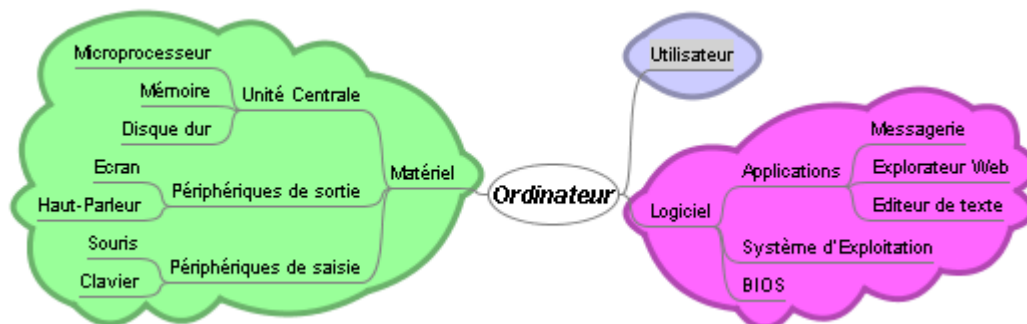 Microprocesseur
Mémoire
Disque dur
Unité Centrale
Ecran
Haut-Parleur
Périphériques de sortie
Souris
Clavier
Périphériques de saisie
Matériel
Ordinateur
Utilisateur
Logiciel
Applications
Messagerie
Explorateur Web
Editeur de texte
Système d'Exploitation
BIOS